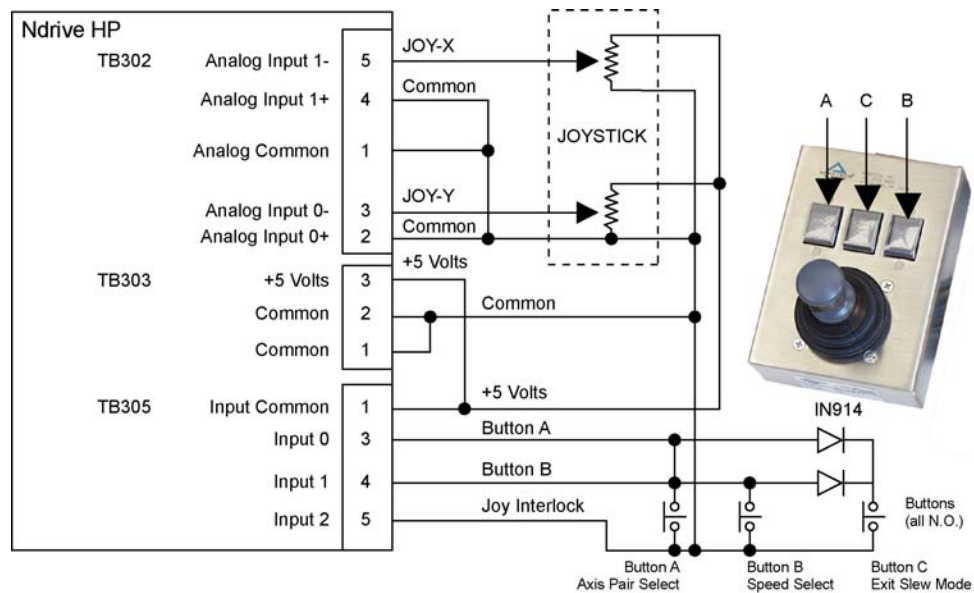 Ndrive HP
TB302
Analog Input 1-
5
JOY-X
Analog Input 1+
4
Common
Analog Common
1
JOYSTICK
Analog Input 0-
3
JOY-Y
Analog Input 0+
2
Common
TB303
+5 Volts
3
+5 Volts
Common
2
Common
Common
1
TB305
Input Common
1
+5 Volts
Input 0
3
Button A
Input 1
4
Button B
Input 2
5
Joy Interlock
A C B
IN914
Buttons
(all N.O.)
Button A
Axis Pair Select
Button B
Speed Select
Button C
Exit Slew Mode